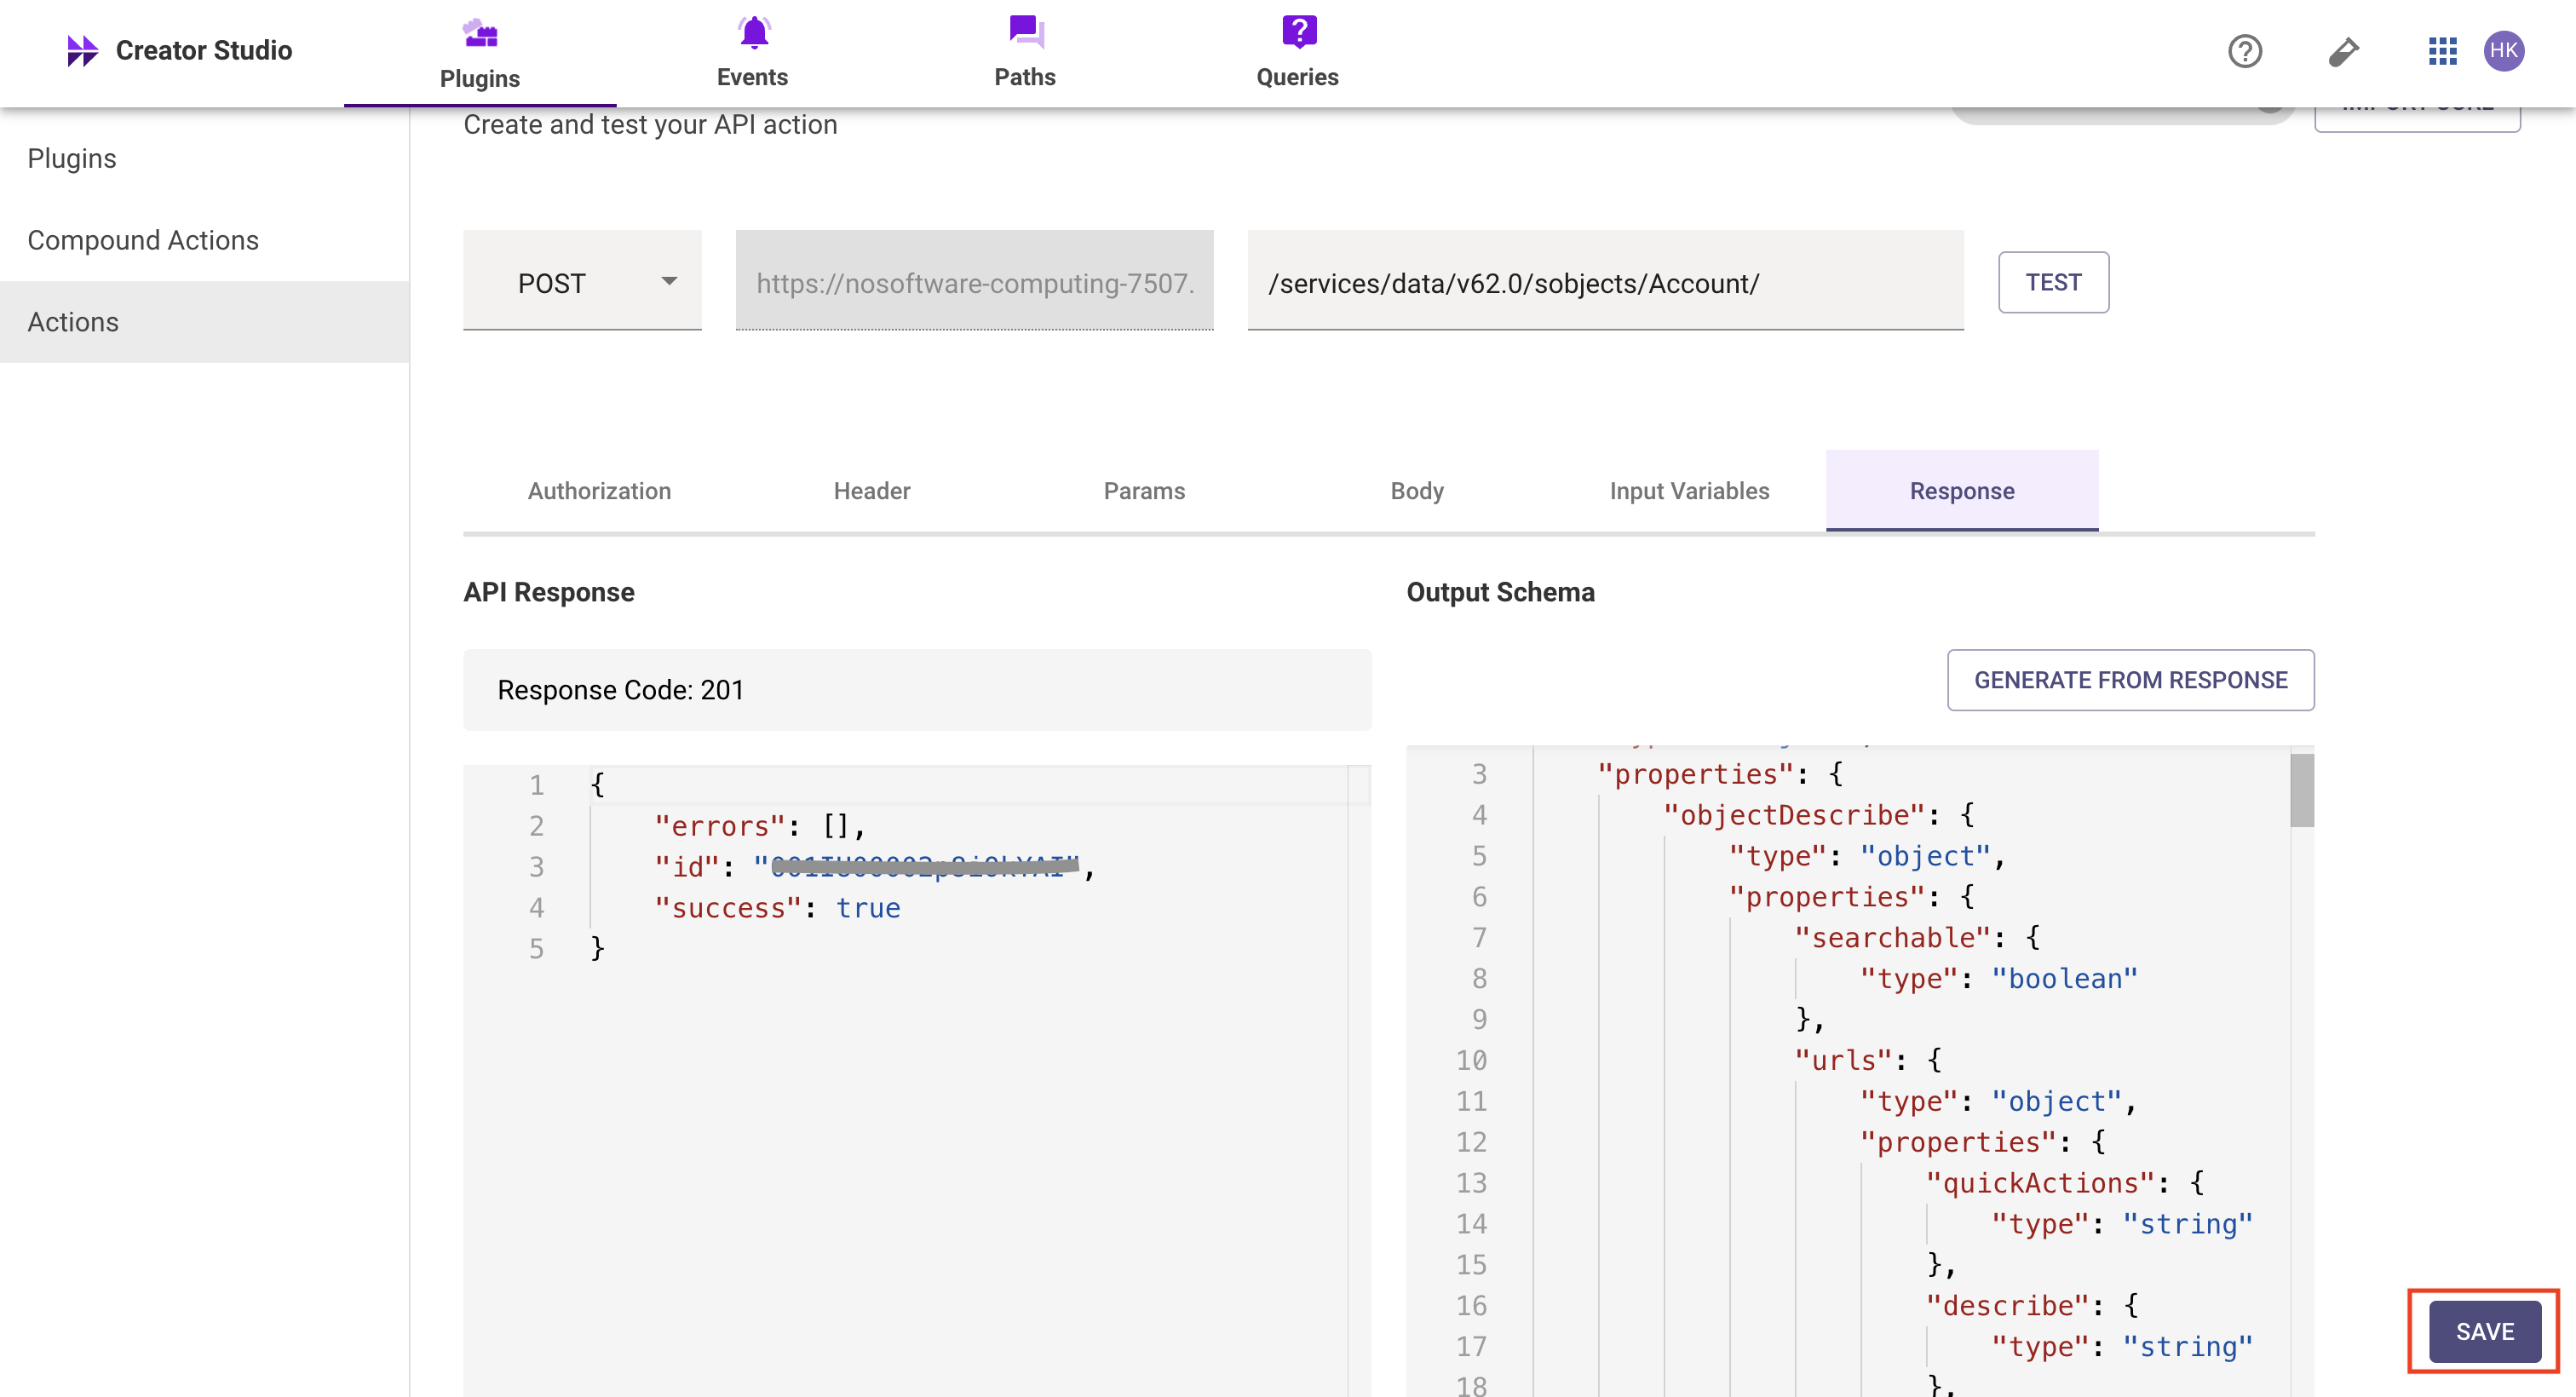 Creator Studio
Plugins
Events
Paths
Queries
HK
Create and test your API action
Plugins
Compound Actions
Actions
POST
https://nosoftware-computing-7507.
/services/data/v62.0/sobjects/Account/
TEST
Authorization
Header
Params
Body
Input Variables
Response
API Response
Output Schema
Response Code: 201
GENERATE FROM RESPONSE
1 {
2 "errors": [],
3 "id": " ",
4 "success": true
5 }
3 "properties": {
4 "objectDescribe": {
5 "type": "object",
6 "properties": {
7 "searchable": {
8 "type": "boolean"
9 },
10 "urls": {
11 "type": "object",
12 "properties": {
13 "quickActions": {
14 "type": "string"
15 },
16 "describe": {
17 "type": "string"
18 },
SAVE